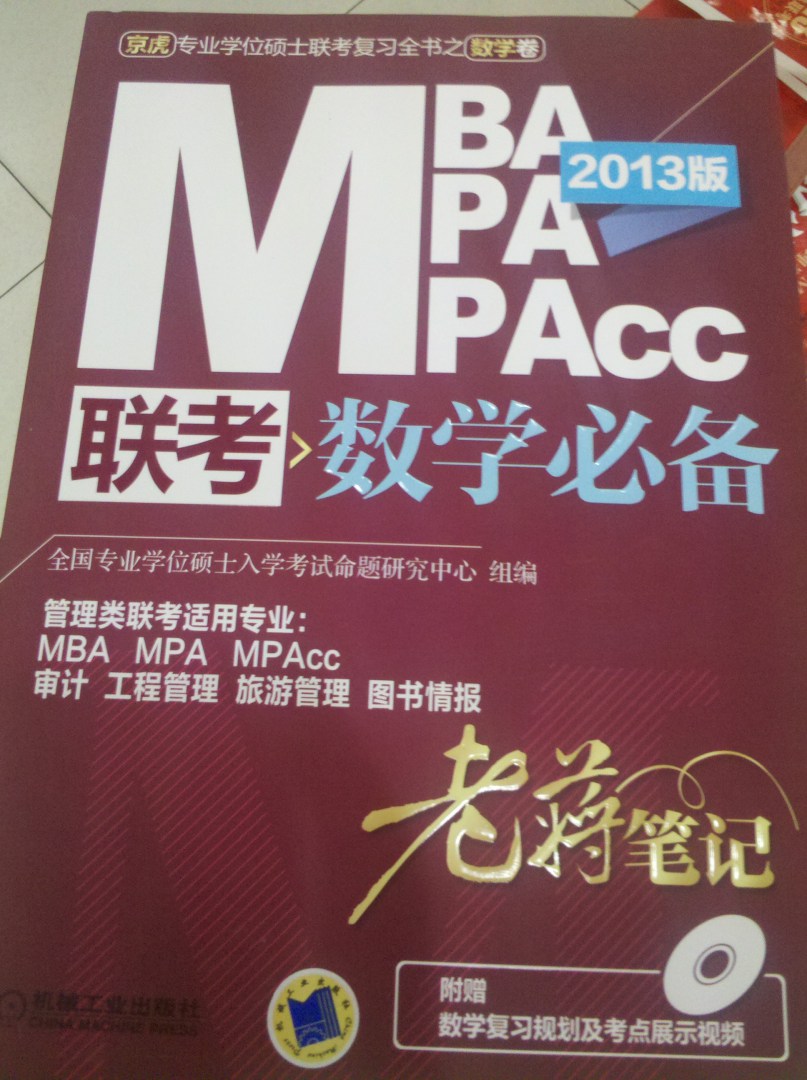 京虎 专业学位硕士联考复习全书之 数学卷
MBA
MPA
MPAcc
2013版
联考 > 数学必备
全国专业学位硕士入学考试命题研究中心 组编
管理类联考适用专业：
MBA MPA MPAcc
审计 工程管理 旅游管理 图书情报
老蒋笔记
附赠
数学复习规划及考点展示视频
机械工业出版社
CHINA MACHINE PRESS